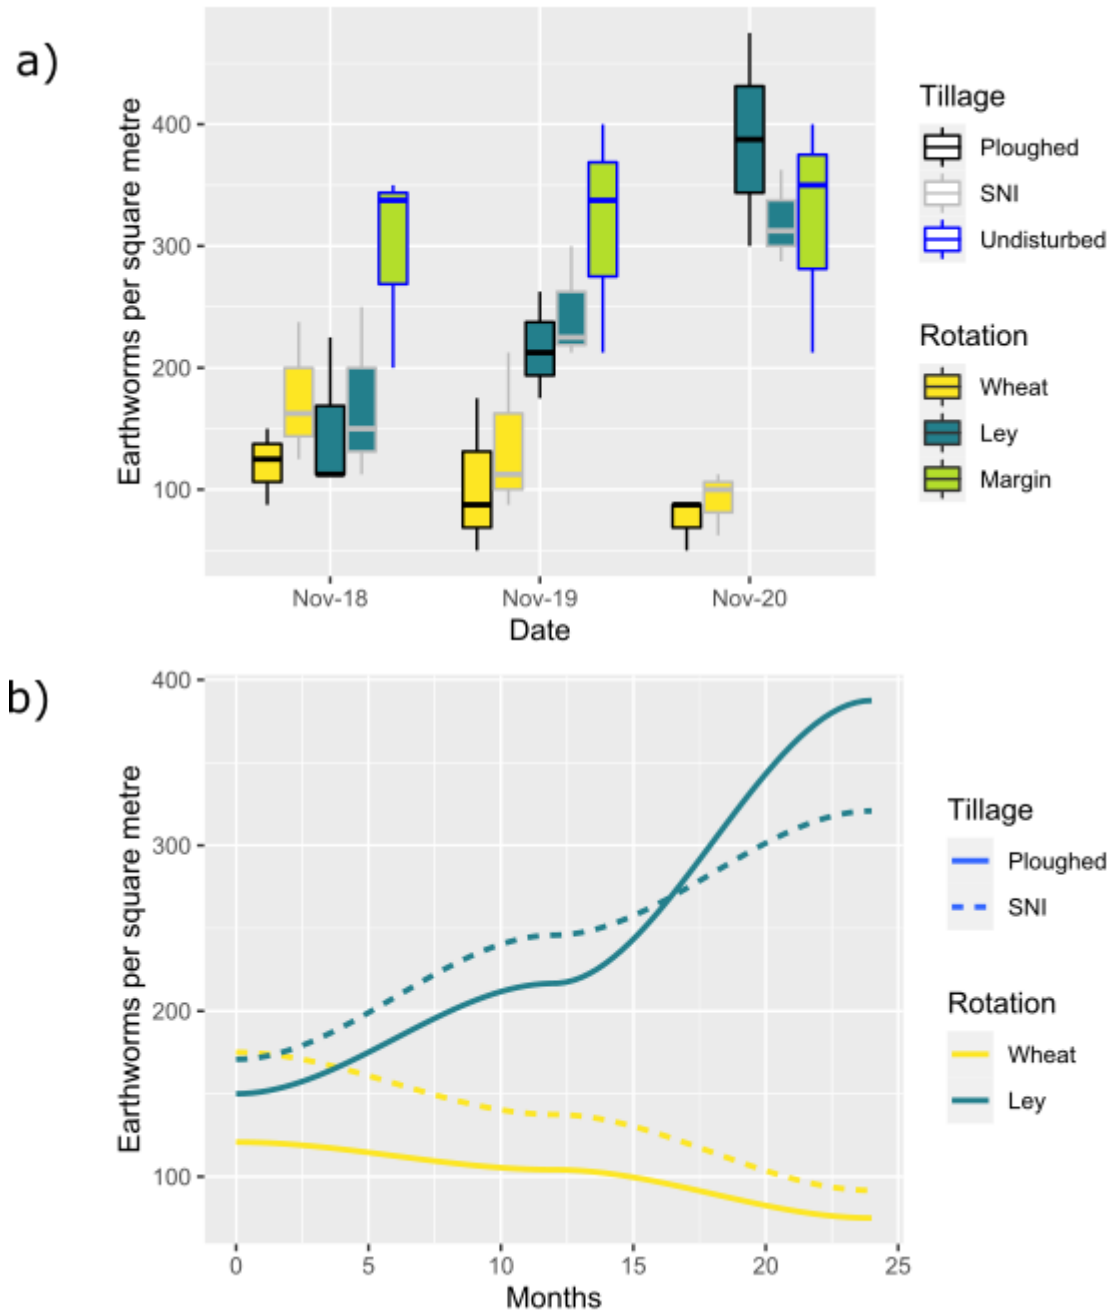 a)
Earthworms per square metre
400
300
200
100
Nov-18
Nov-19
Nov-20
Date
Tillage
Ploughed
SNI
Undisturbed
Rotation
Wheat
Ley
Margin
b)
Earthworms per square metre
400
300
200
100
0
5
10
15
20
25
Months
Tillage
Ploughed
SNI
Rotation
Wheat
Ley